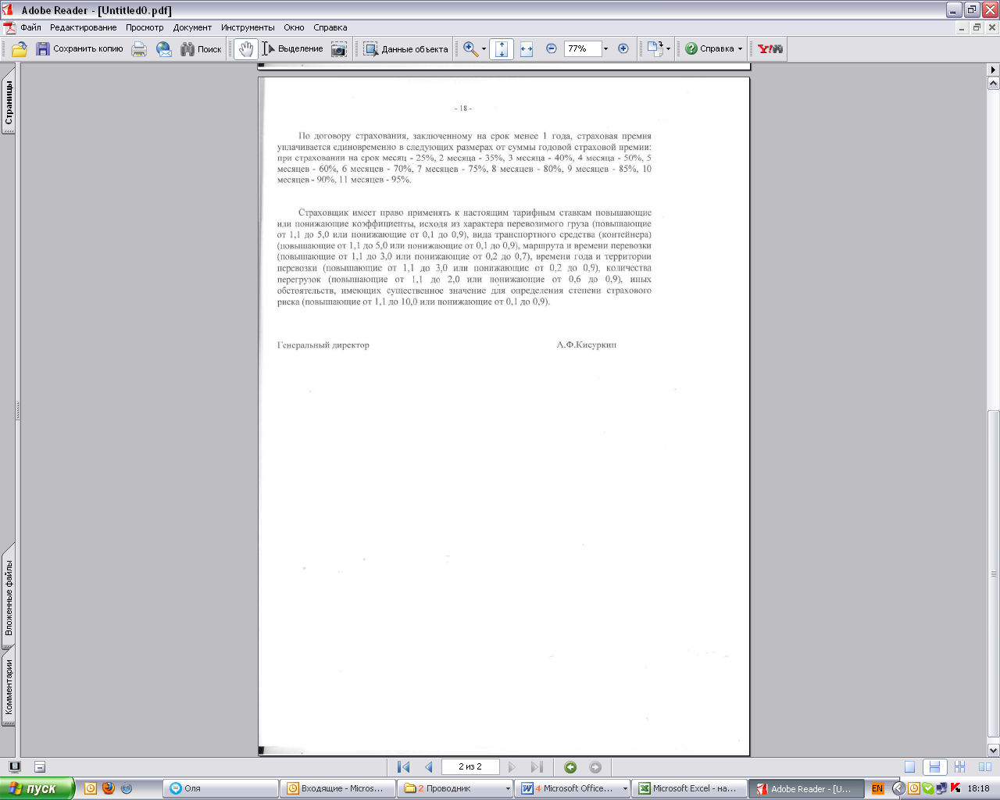 Adobe Reader - [Untitled0.pdf]
Файл Редактирование Просмотр Документ Инструменты Окно Справка
Сохранить копию Поиск Выделение Данные объекта 77% Справка Y!
Страницы
- 18 -
По договору страхования, заключенному на срок менее 1 года, страховая премия
уплачивается единовременно в следующих размерах от суммы годовой страховой премии:
при страховании на срок месяц - 25%, 2 месяца - 35%, 3 месяца - 40%, 4 месяца - 50%, 5
месяцев - 60%, 6 месяцев - 70%, 7 месяцев - 75%, 8 месяцев - 80%, 9 месяцев - 85%, 10
месяцев - 90%, 11 месяцев - 95%.
Страховщик имеет право применять к настоящим тарифным ставкам повышающие
или понижающие коэффициенты, исходя из характера перевозимого груза (повышающие
от 1,1 до 5,0 или понижающие от 0,1 до 0,9), вида транспортного средства (контейнера)
(повышающие от 1,1 до 5,0 или понижающие от 0,1 до 0,9), маршрута и времени перевозки
(повышающие от 1,1 до 3,0 или понижающие от 0,2 до 0,7), времени года и территории
перевозки (повышающие от 1,1 до 3,0 или понижающие от 0,2 до 0,9), количества
перегрузок (повышающие от 1,1 до 2,0 или понижающие от 0,6 до 0,9), иных
обстоятельств, имеющих существенное значение для определения степени страхового
риска (повышающие от 1,1 до 10,0 или понижающие от 0,1 до 0,9).
Генеральный директор А.Ф.Кисуркин
Вложенные файлы
Комментарии
2 из 2
пуск Оля Входящие - Micros... 2 Проводник 4 Microsoft Office... Microsoft Excel - на... Adobe Reader - [U... EN 18:18